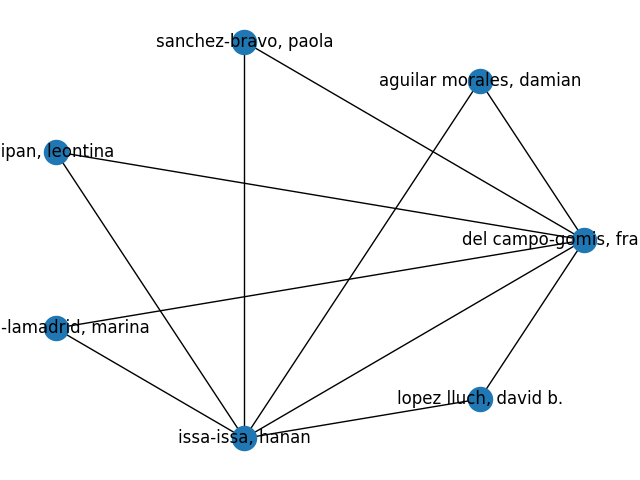 sanchez-bravo, paola
aguilar morales, damian
ipan, leontina
del campo-gomis, fra
-lamadrid, marina
lopez lluch, david b.
issa-issa, hanan